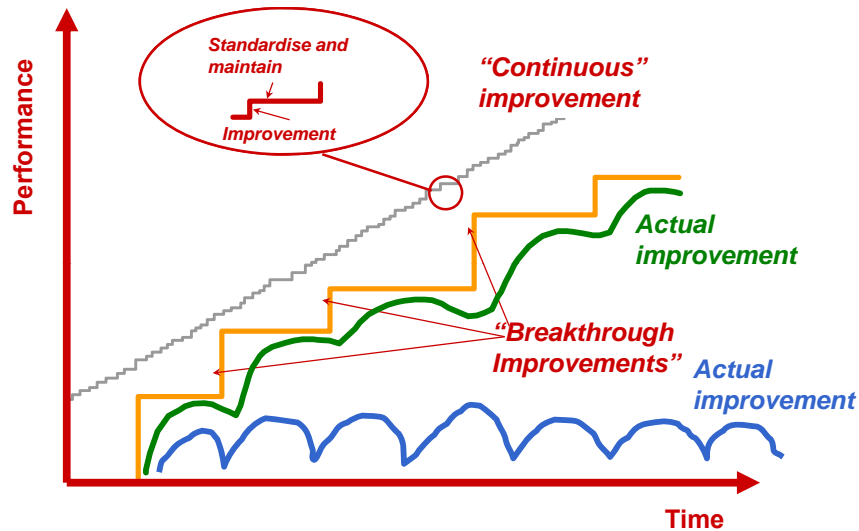 Standardise and
maintain
Improvement
“Continuous”
improvement
Performance
Actual
improvement
“Breakthrough
Improvements”
Actual
improvement
Time